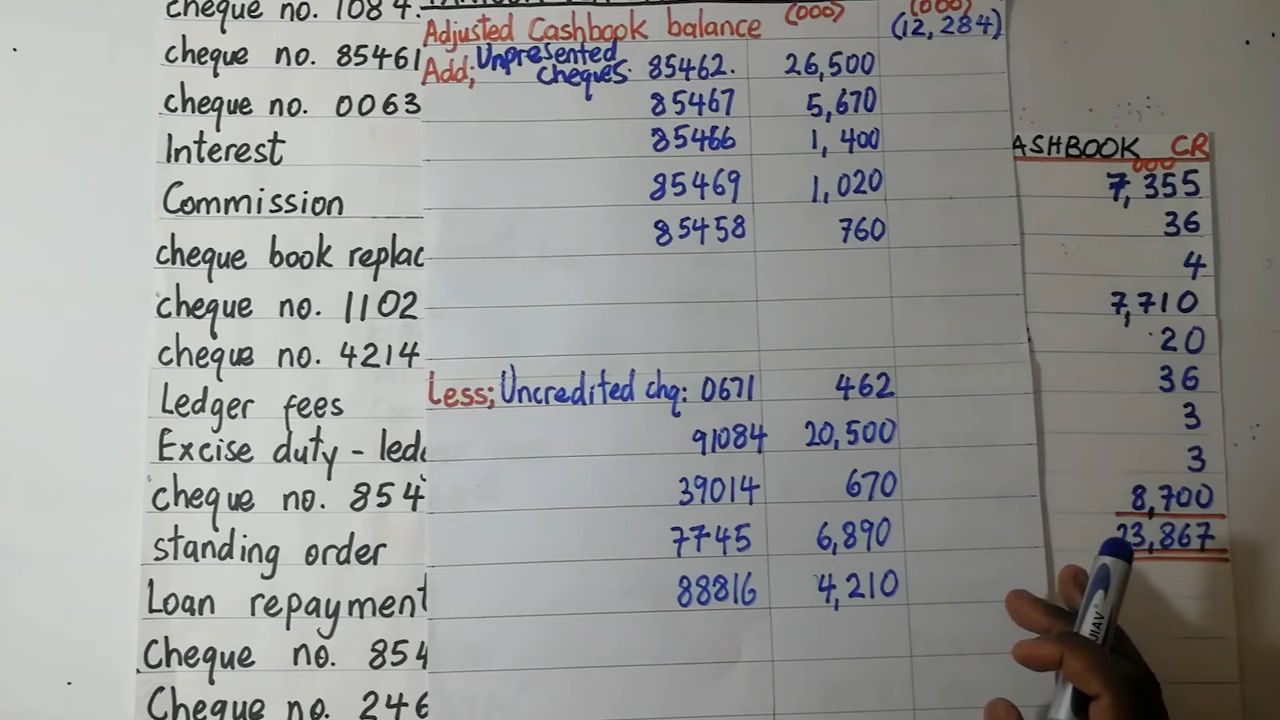 cheque no. 1084.
cheque no. 85461
cheque no. 0063
Interest
Commission
cheque book replac
cheque no. 1102
cheque no. 4214
Ledger fees
Excise duty - led
cheque no. 854
standing order
Loan repayment
Cheque no. 854
Cheque no. 246
(000) (000)
Adjusted Cashbook balance (12,284)
Add; Unpresented cheques. 85462. 26,500
85467 5,670
85466 1,400
85469 1,020
85458 760
Less; Uncredited chq: 0671 462
91084 20,500
39014 670
7745 6,890
88816 4,210
ASHBOOK CR
000
7,355
36
4
7,710
20
36
3
3
8,700
23,867